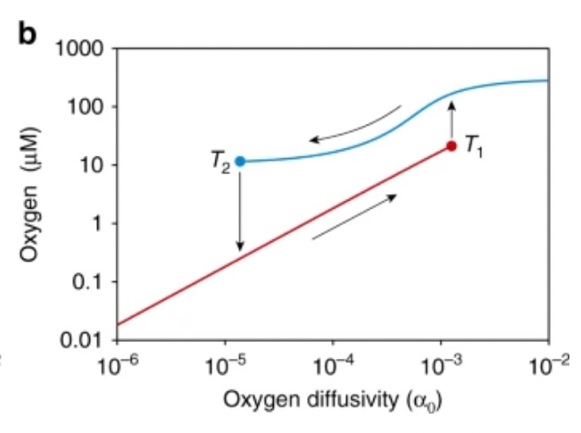 b
1000
100
10
1
0.1
0.01
Oxygen (μM)
T₂
T₁
10⁻⁶ 10⁻⁵ 10⁻⁴ 10⁻³ 10⁻²
Oxygen diffusivity (α₀)